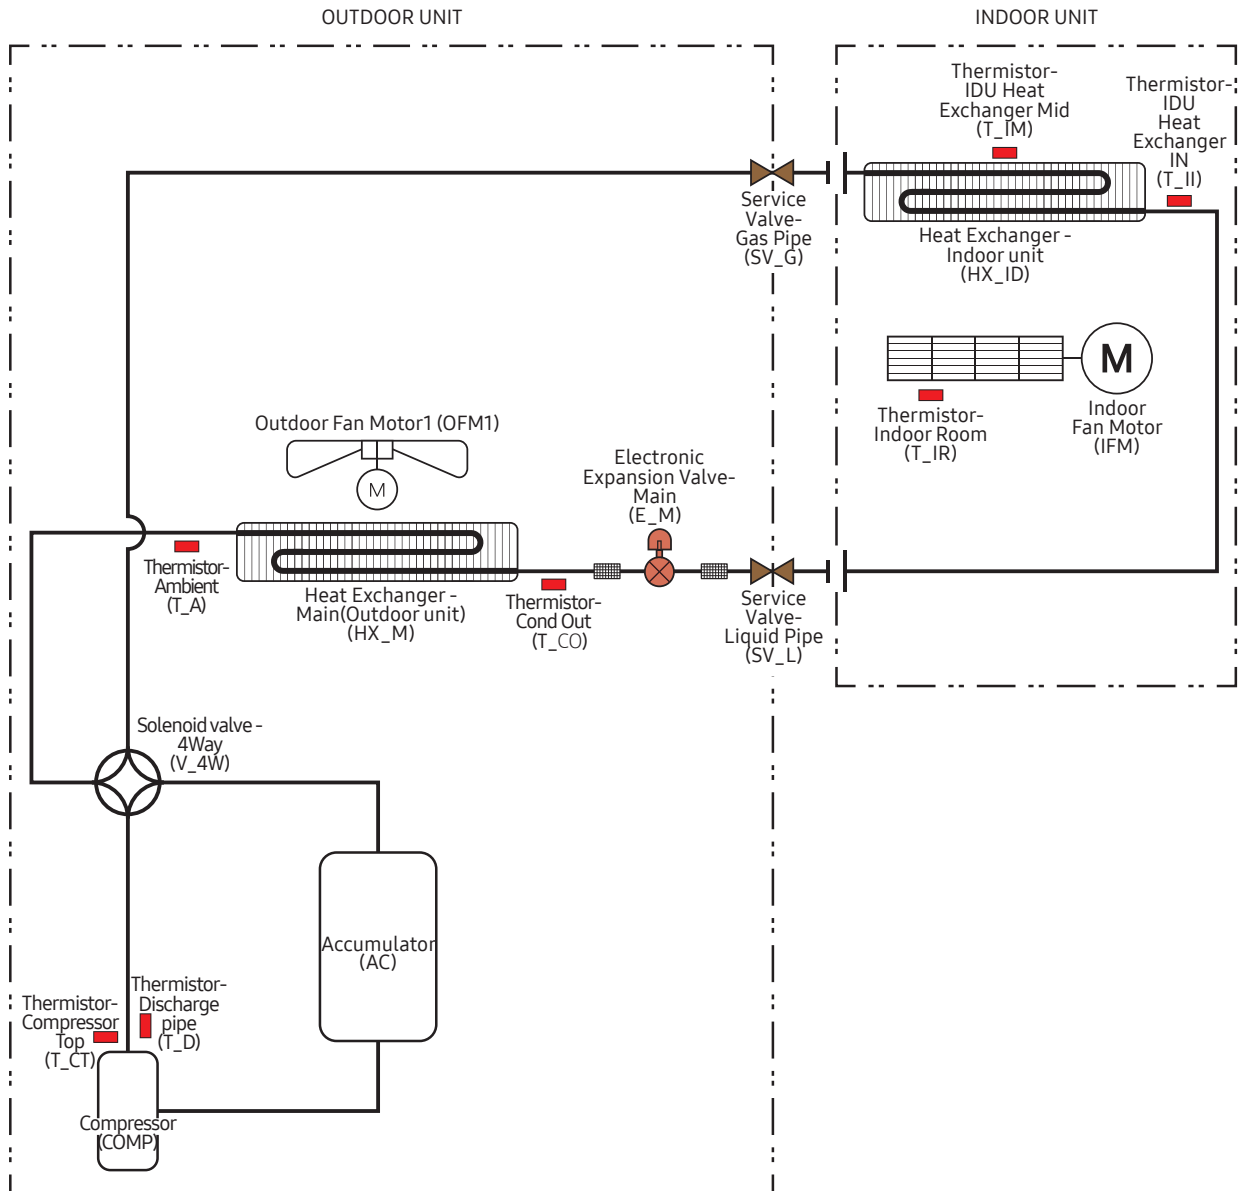 OUTDOOR UNIT
INDOOR UNIT
Thermistor-
IDU Heat
Exchanger Mid
(T_IM)
Thermistor-
IDU
Heat
Exchanger
IN
(T_II)
Service
Valve-
Gas Pipe
(SV_G)
Heat Exchanger -
Indoor unit
(HX_ID)
M
Thermistor-
Indoor Room
(T_IR)
Indoor
Fan Motor
(IFM)
Outdoor Fan Motor1 (OFM1)
M
Electronic
Expansion Valve-
Main
(E_M)
Thermistor-
Ambient
(T_A)
Heat Exchanger -
Main(Outdoor unit)
(HX_M)
Thermistor-
Cond Out
(T_CO)
Service
Valve-
Liquid Pipe
(SV_L)
Solenoid valve -
4Way
(V_4W)
Accumulator
(AC)
Thermistor-
Compressor
Top
(T_CT)
Thermistor-
Discharge
pipe
(T_D)
Compressor
(COMP)